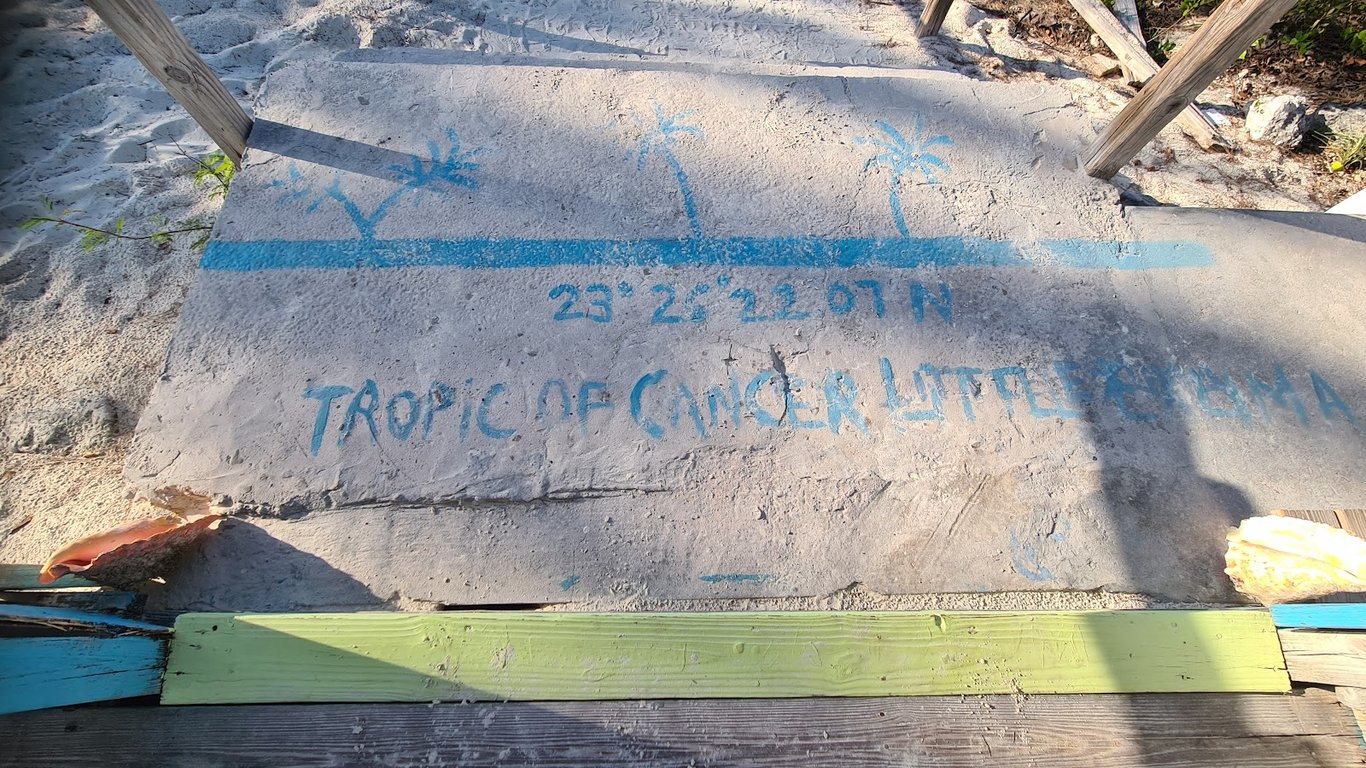 23° 26° 22.07 N
TROPIC OF CANCER LITTLE EXUMA